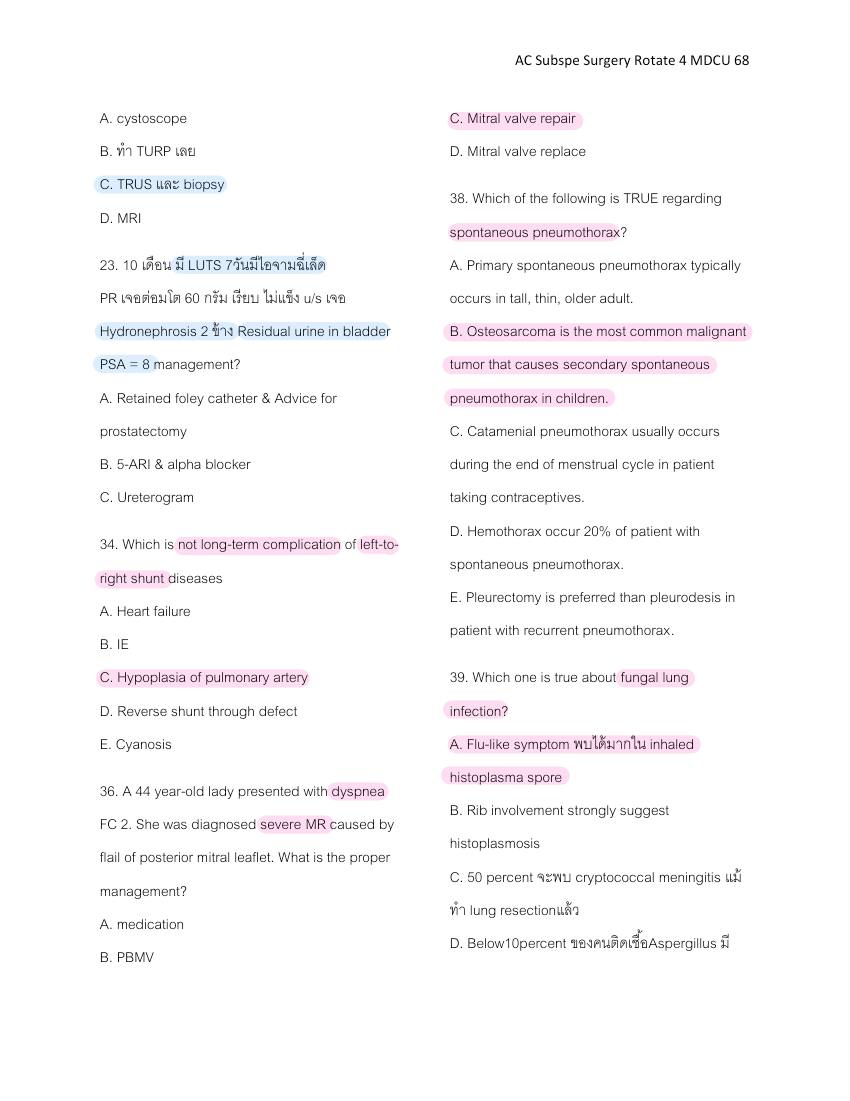 AC Subspe Surgery Rotate 4 MDCU 68
A. cystoscope
B. ทำ TURP เลย
C. TRUS และ biopsy
D. MRI
23. 10 เดือน มี LUTS 7วันมีไอจามฉี่เล็ด
PR เจอต่อมโต 60 กรัม เรียบ ไม่แข็ง u/s เจอ
Hydronephrosis 2 ข้าง Residual urine in bladder
PSA = 8 management?
A. Retained foley catheter & Advice for
prostatectomy
B. 5-ARI & alpha blocker
C. Ureterogram
34. Which is not long-term complication of left-to-
right shunt diseases
A. Heart failure
B. IE
C. Hypoplasia of pulmonary artery
D. Reverse shunt through defect
E. Cyanosis
36. A 44 year-old lady presented with dyspnea
FC 2. She was diagnosed severe MR caused by
flail of posterior mitral leaflet. What is the proper
management?
A. medication
B. PBMV
C. Mitral valve repair
D. Mitral valve replace
38. Which of the following is TRUE regarding
spontaneous pneumothorax?
A. Primary spontaneous pneumothorax typically
occurs in tall, thin, older adult.
B. Osteosarcoma is the most common malignant
tumor that causes secondary spontaneous
pneumothorax in children.
C. Catamenial pneumothorax usually occurs
during the end of menstrual cycle in patient
taking contraceptives.
D. Hemothorax occur 20% of patient with
spontaneous pneumothorax.
E. Pleurectomy is preferred than pleurodesis in
patient with recurrent pneumothorax.
39. Which one is true about fungal lung
infection?
A. Flu-like symptom พบได้มากใน inhaled
histoplasma spore
B. Rib involvement strongly suggest
histoplasmosis
C. 50 percent จะพบ cryptococcal meningitis แม้
ทำ lung resectionแล้ว
D. Below10percent ของคนติดเชื้อAspergillus มี